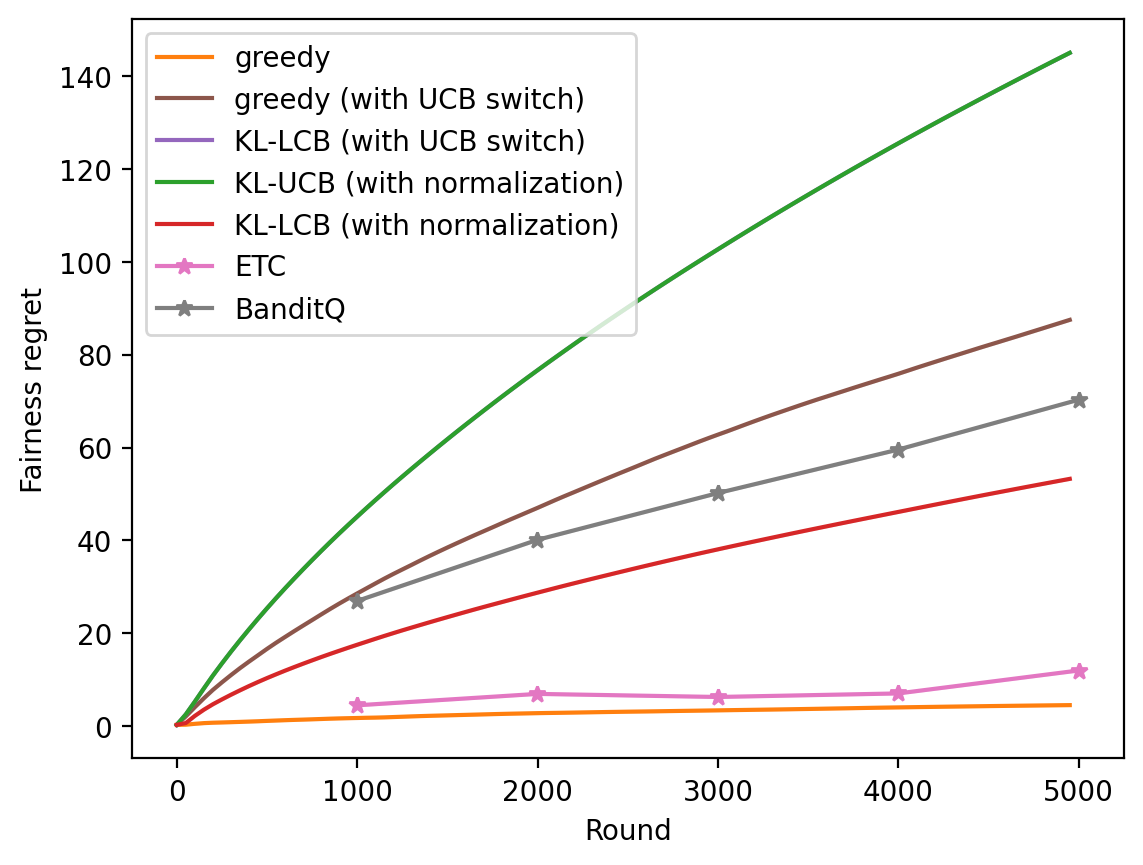 greedy
greedy (with UCB switch)
KL-LCB (with UCB switch)
KL-UCB (with normalization)
KL-LCB (with normalization)
ETC
BanditQ
Fairness regret
140
120
100
80
60
40
20
0
0 1000 2000 3000 4000 5000
Round